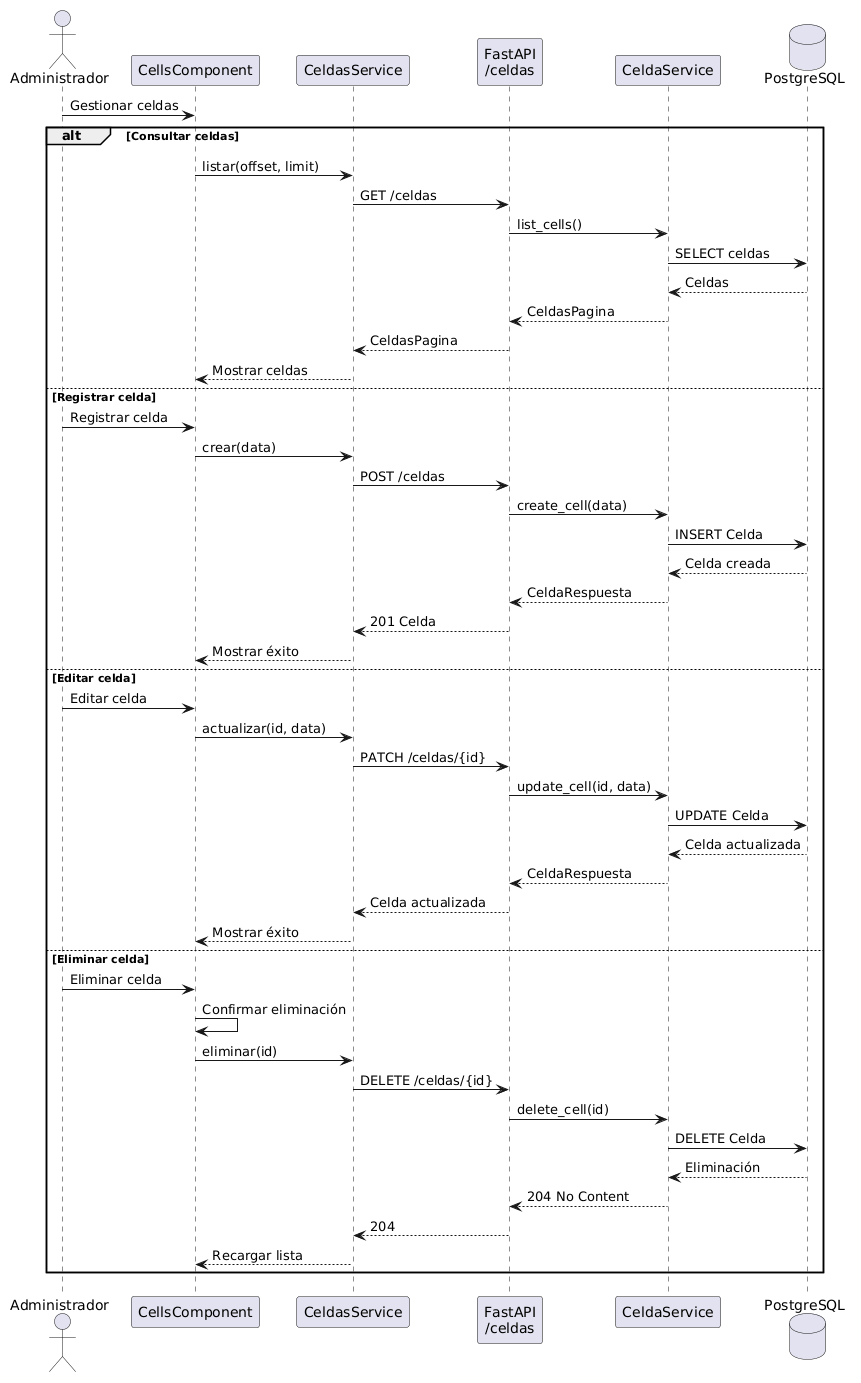 Administrador
CellsComponent
CeldasService
FastAPI
/celdas
CeldaService
PostgreSQL
Gestionar celdas
alt [Consultar celdas]
listar(offset, limit)
GET /celdas
list_cells()
SELECT celdas
Celdas
CeldasPagina
CeldasPagina
Mostrar celdas
[Registrar celda]
Registrar celda
crear(data)
POST /celdas
create_cell(data)
INSERT Celda
Celda creada
CeldaRespuesta
201 Celda
Mostrar éxito
[Editar celda]
Editar celda
actualizar(id, data)
PATCH /celdas/{id}
update_cell(id, data)
UPDATE Celda
Celda actualizada
CeldaRespuesta
Celda actualizada
Mostrar éxito
[Eliminar celda]
Eliminar celda
Confirmar eliminación
eliminar(id)
DELETE /celdas/{id}
delete_cell(id)
DELETE Celda
Eliminación
204 No Content
204
Recargar lista
Administrador
CellsComponent
CeldasService
FastAPI
/celdas
CeldaService
PostgreSQL